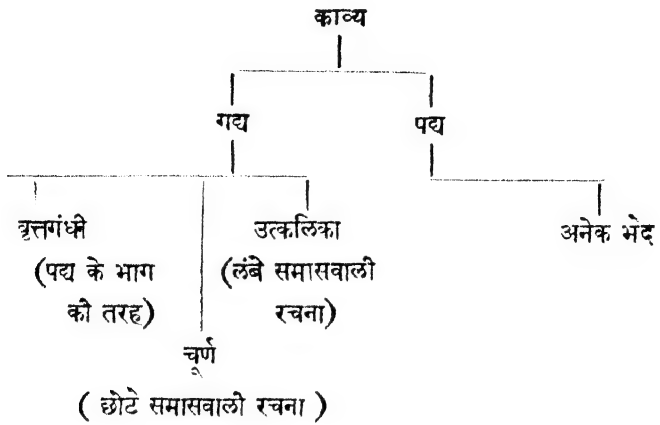 काव्य
गद्य पद्य
वृत्तगंधी उत्कलिका अनेक भेद
(पद्य के भाग (लंबे समासवाली
की तरह) रचना)
चूर्ण
( छोटे समासवाली रचना )